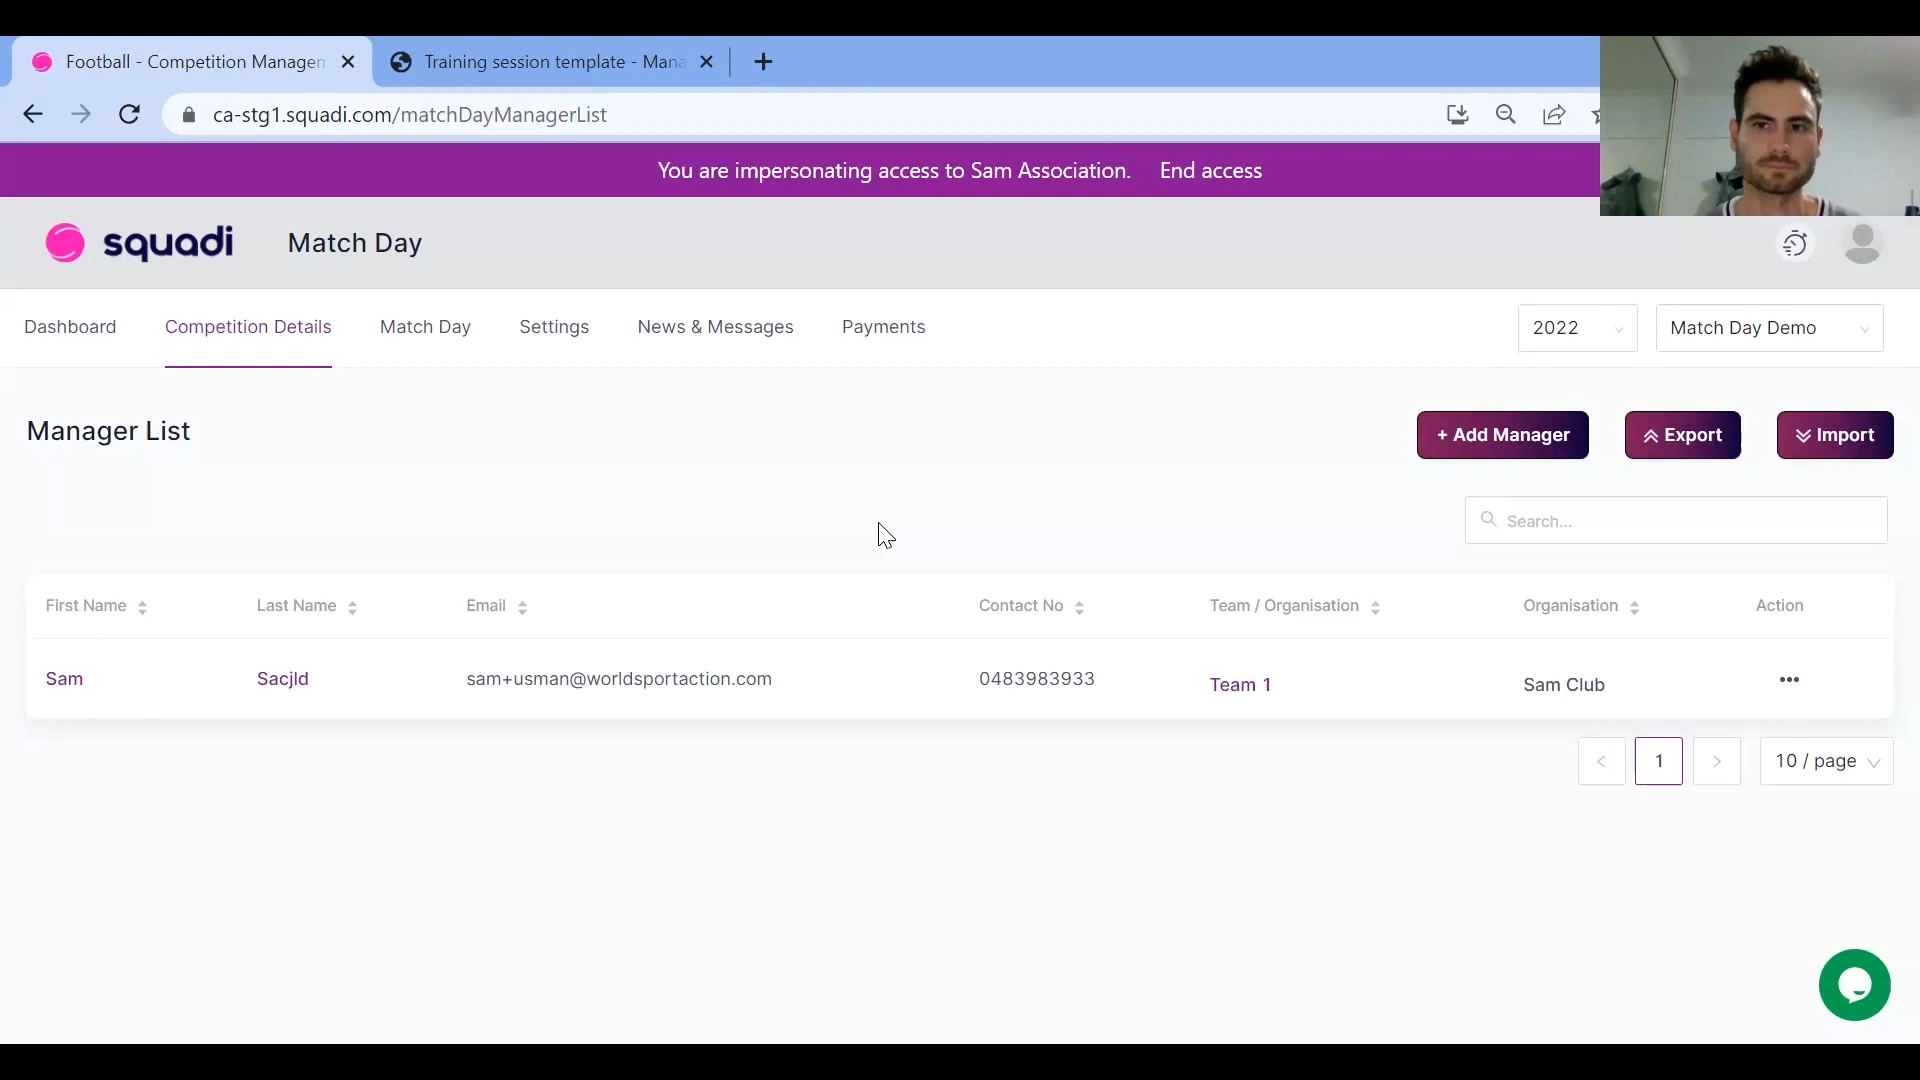 Football - Competition Managem
Training session template - Mana
ca-stg1.squadi.com/matchDayManagerList
You are impersonating access to Sam Association. End access
squadi Match Day
Dashboard Competition Details Match Day Settings News & Messages Payments 2022 Match Day Demo
Manager List + Add Manager Export Import
Search...
First Name Last Name Email Contact No Team / Organisation Organisation Action
Sam Sacjld sam+usman@worldsportaction.com 0483983933 Team 1 Sam Club •••
< 1 > 10 / page